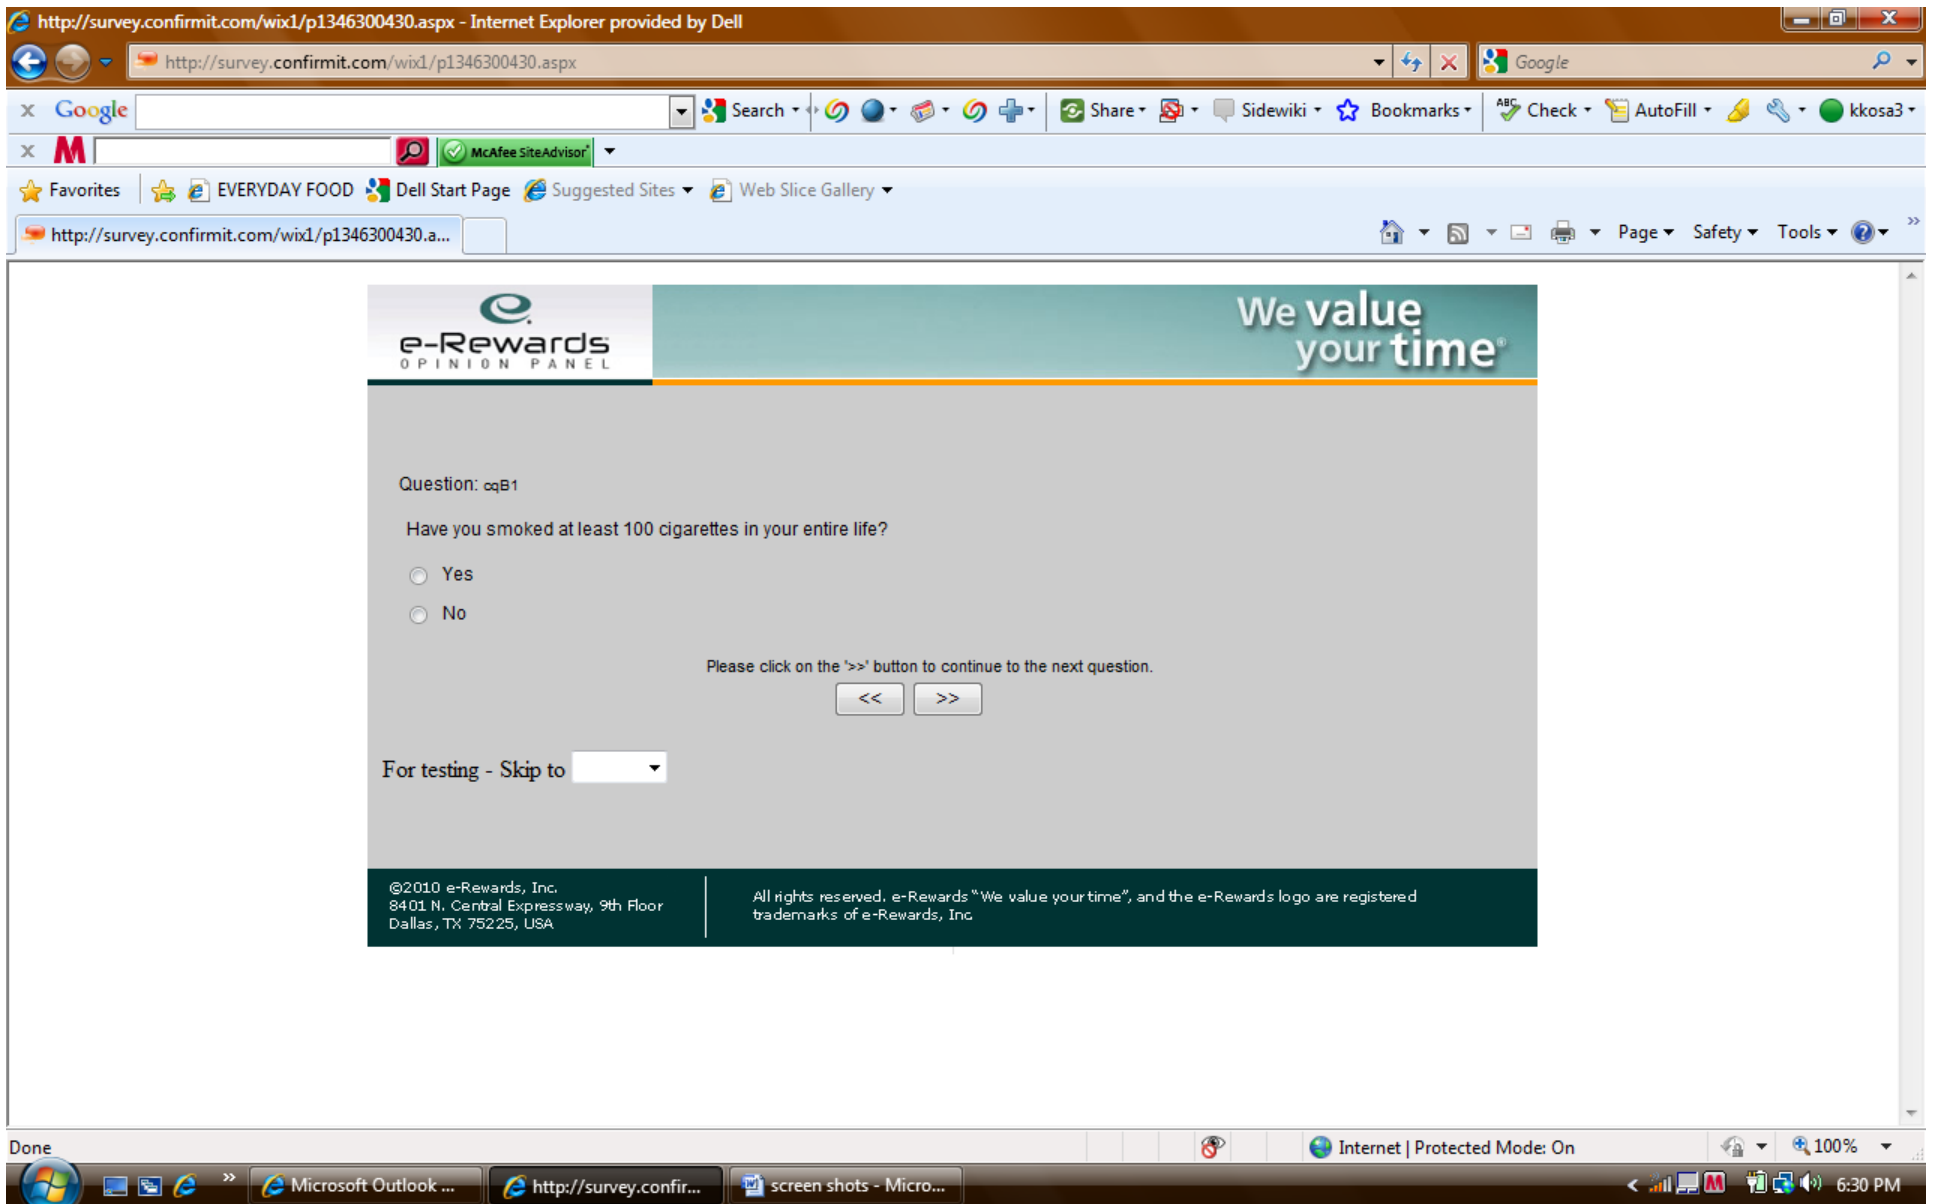 http://survey.confirmit.com/wix1/p1346300430.aspx - Internet Explorer provided by Dell
http://survey.confirmit.com/wix1/p1346300430.aspx
Google
x Google Search Share Sidewiki Bookmarks ABC Check AutoFill kkosa3
x M McAfee SiteAdvisor
Favorites EVERYDAY FOOD Dell Start Page Suggested Sites Web Slice Gallery
http://survey.confirmit.com/wix1/p1346300430.a... Page Safety Tools »
e-Rewards
OPINION PANEL
We value
your time®
Question: cqB1
Have you smoked at least 100 cigarettes in your entire life?
Yes
No
Please click on the '>>' button to continue to the next question.
<< >>
For testing - Skip to
©2010 e-Rewards, Inc.
8401 N. Central Expressway, 9th Floor
Dallas, TX 75225, USA
All rights reserved. e-Rewards "We value your time", and the e-Rewards logo are registered
trademarks of e-Rewards, Inc
Done Internet | Protected Mode: On 100%
» Microsoft Outlook ... http://survey.confir... screen shots - Micro... < M 6:30 PM